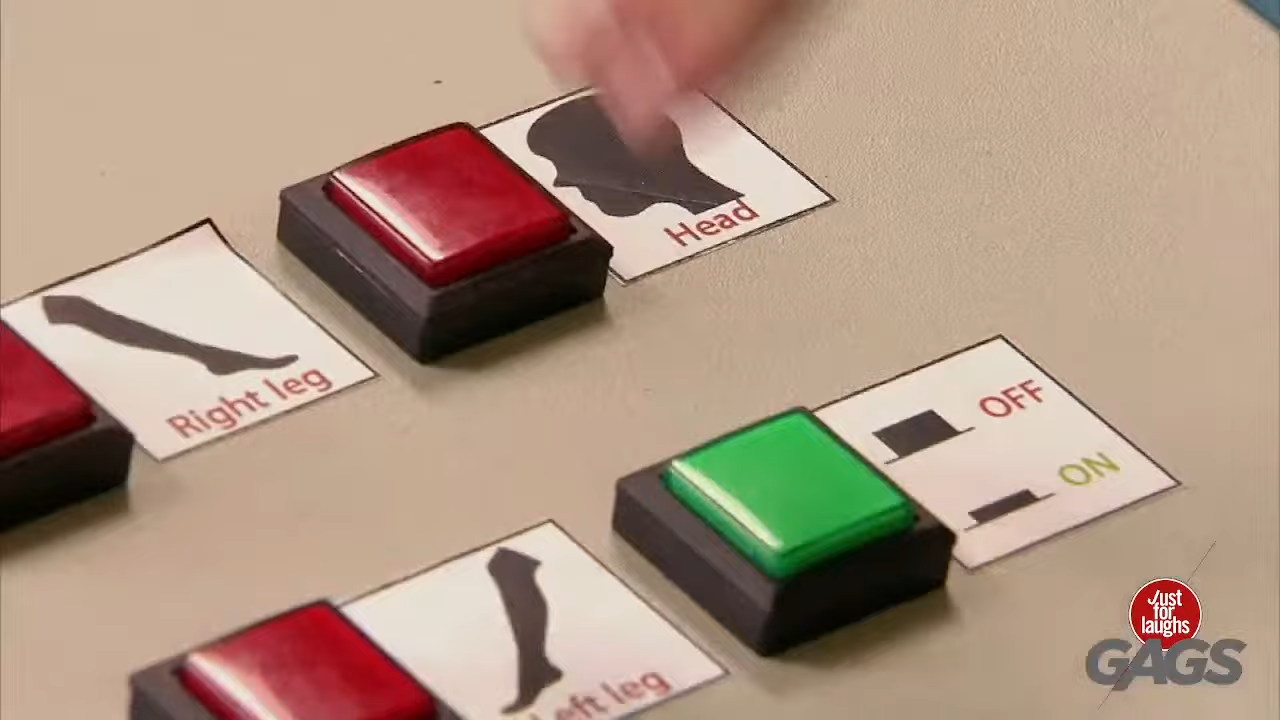 Head
Right leg
OFF
ON
Left leg
Just
for
laughs
GAGS